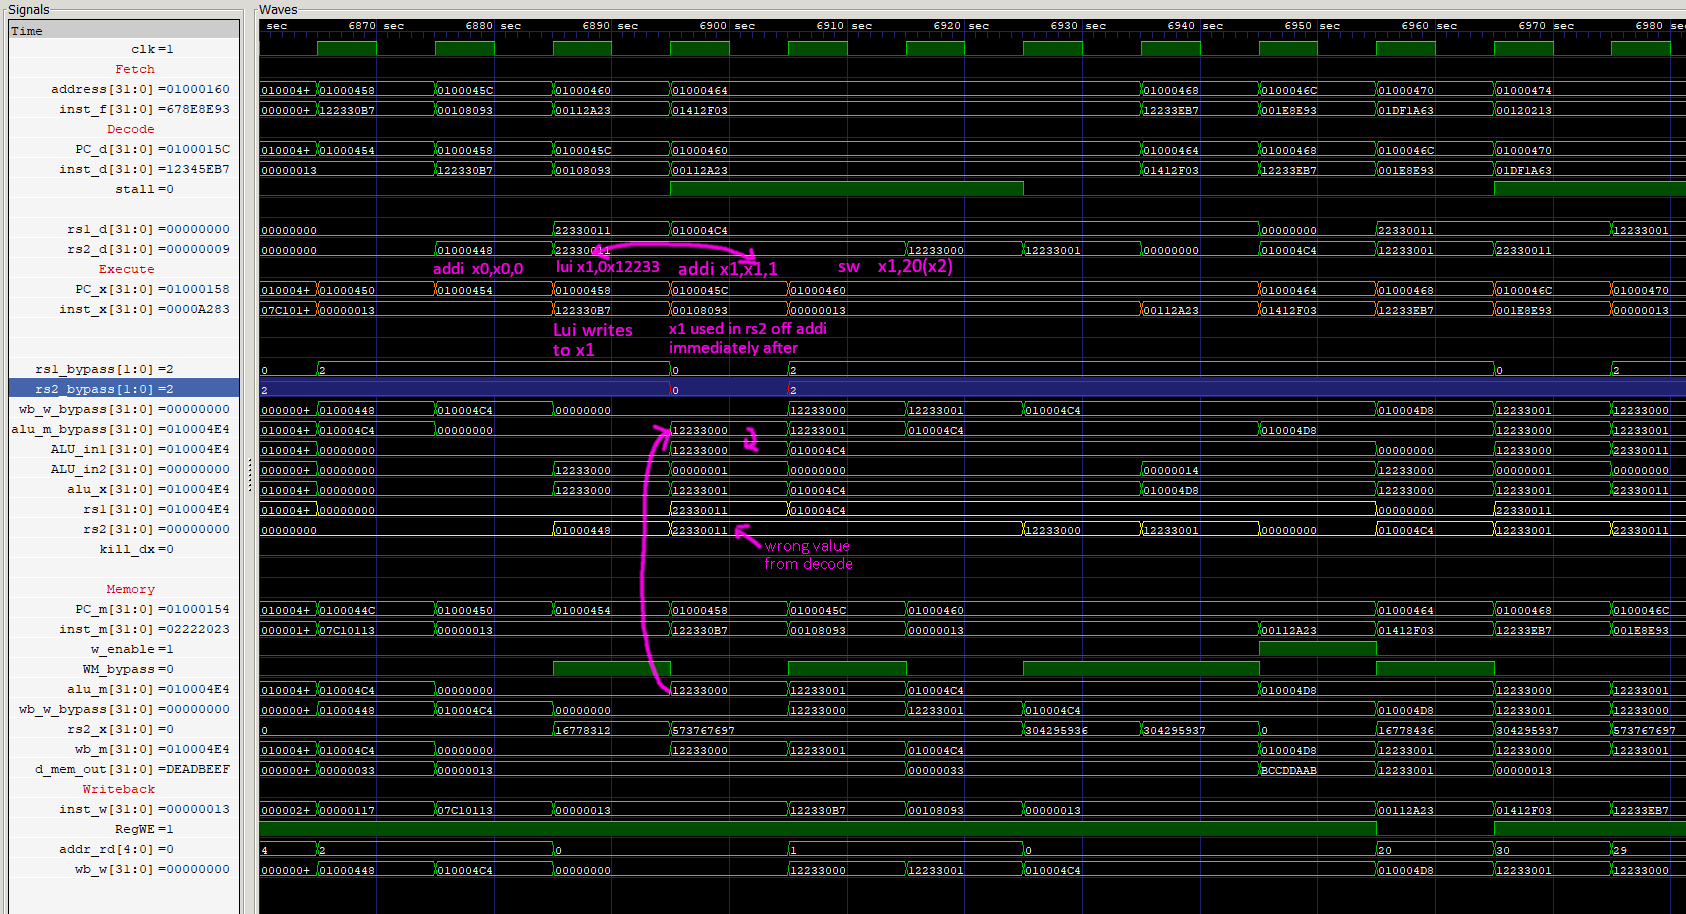 Signals
Waves
Time
sec 6870 sec 6880 sec 6890 sec 6900 sec 6910 sec 6920 sec 6930 sec 6940 sec 6950 sec 6960 sec 6970 sec 6980 sec
clk=1
Fetch
address[31:0]=01000160 010004+ 01000458 0100045C 01000460 01000464 01000468 0100046C 01000470 01000474
inst_f[31:0]=678E8E93 000000+ 122330B7 00108093 00112A23 01412F03 12233EB7 001E8E93 01DF1A63 00120213
Decode
PC_d[31:0]=0100015C 010004+ 01000454 01000458 0100045C 01000460 01000464 01000468 0100046C 01000470
inst_d[31:0]=12345EB7 00000013 122330B7 00108093 00112A23 01412F03 12233EB7 001E8E93 01DF1A63
stall=0
rs1_d[31:0]=00000000 00000000 22330011 010004C4 00000000 22330011 12233001
rs2_d[31:0]=00000009 00000000 01000448 22330011 12233000 12233001 00000000 010004C4 12233001 22330011
Execute
addi x0,x0,0 lui x1,0x12233 addi x1,x1,1 sw x1,20(x2)
PC_x[31:0]=01000158 010004+ 01000450 01000454 01000458 0100045C 01000460 01000464 01000468 0100046C 01000470
inst_x[31:0]=0000A283 07C101+ 00000013 122330B7 00108093 00000013 00112A23 01412F03 12233EB7 001E8E93 00000013
Lui writes
to x1
x1 used in rs2 off addi
immediately after
rs1_bypass[1:0]=2 0 2 0 2 0 2
rs2_bypass[1:0]=2 2 0 2
wb_w_bypass[31:0]=00000000 000000+ 01000448 010004C4 00000000 12233000 12233001 010004C4 010004D8 12233001 12233000
alu_m_bypass[31:0]=010004E4 010004+ 010004C4 00000000 12233000 12233001 010004C4 010004D8 12233000 12233001
ALU_in1[31:0]=010004E4 010004+ 00000000 12233000 010004C4 00000000 12233000 22330011
ALU_in2[31:0]=00000000 000000+ 00000000 12233000 00000001 00000000 00000014 12233000 00000001 00000000
alu_x[31:0]=010004E4 010004+ 00000000 12233000 12233001 010004C4 010004D8 12233000 12233001 22330011
rs1[31:0]=010004E4 010004+ 00000000 22330011 010004C4 00000000 22330011
rs2[31:0]=00000000 00000000 01000448 22330011 12233000 12233001 00000000 010004C4 12233001 22330011
kill_dx=0
wrong value
from decode
Memory
PC_m[31:0]=01000154 010004+ 0100044C 01000450 01000454 01000458 0100045C 01000460 01000464 01000468 0100046C
inst_m[31:0]=02222023 000001+ 07C10113 00000013 122330B7 00108093 00000013 00112A23 01412F03 12233EB7 001E8E93
w_enable=1
WM_bypass=0
alu_m[31:0]=010004E4 010004+ 010004C4 00000000 12233000 12233001 010004C4 010004D8 12233000 12233001
wb_w_bypass[31:0]=00000000 000000+ 01000448 010004C4 00000000 12233000 12233001 010004C4 010004D8 12233001 12233000
rs2_x[31:0]=0 0 16778312 573767697 304295936 304295937 0 16778436 304295937 573767697
wb_m[31:0]=010004E4 010004+ 010004C4 00000000 12233000 12233001 010004C4 010004D8 12233001 12233000 12233001
d_mem_out[31:0]=DEADBEEF 000000+ 00000033 00000013 00000033 BCCDDAAB 12233001 00000013
Writeback
inst_w[31:0]=00000013 000002+ 00000117 07C10113 00000013 122330B7 00108093 00000013 00112A23 01412F03 12233EB7
RegWE=1
addr_rd[4:0]=0 4 2 0 1 0 20 30 29
wb_w[31:0]=00000000 000000+ 01000448 010004C4 00000000 12233000 12233001 010004C4 010004D8 12233001 12233000